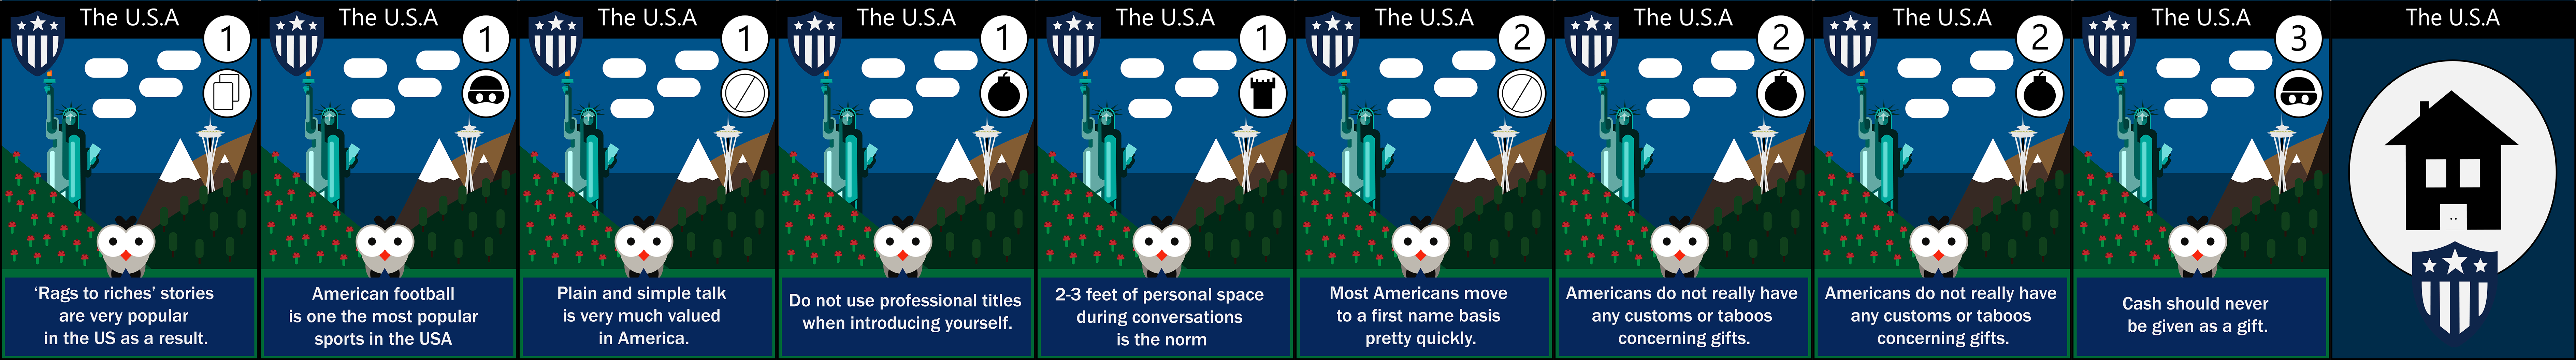 The U.S.A
1
'Rags to riches' stories
are very popular
in the US as a result.
The U.S.A
1
American football
is one the most popular
sports in the USA
The U.S.A
1
Plain and simple talk
is very much valued
in America.
The U.S.A
1
Do not use professional titles
when introducing yourself.
The U.S.A
1
2-3 feet of personal space
during conversations
is the norm
The U.S.A
2
Most Americans move
to a first name basis
pretty quickly.
The U.S.A
2
Americans do not really have
any customs or taboos
concerning gifts.
The U.S.A
2
Americans do not really have
any customs or taboos
concerning gifts.
The U.S.A
3
Cash should never
be given as a gift.
The U.S.A